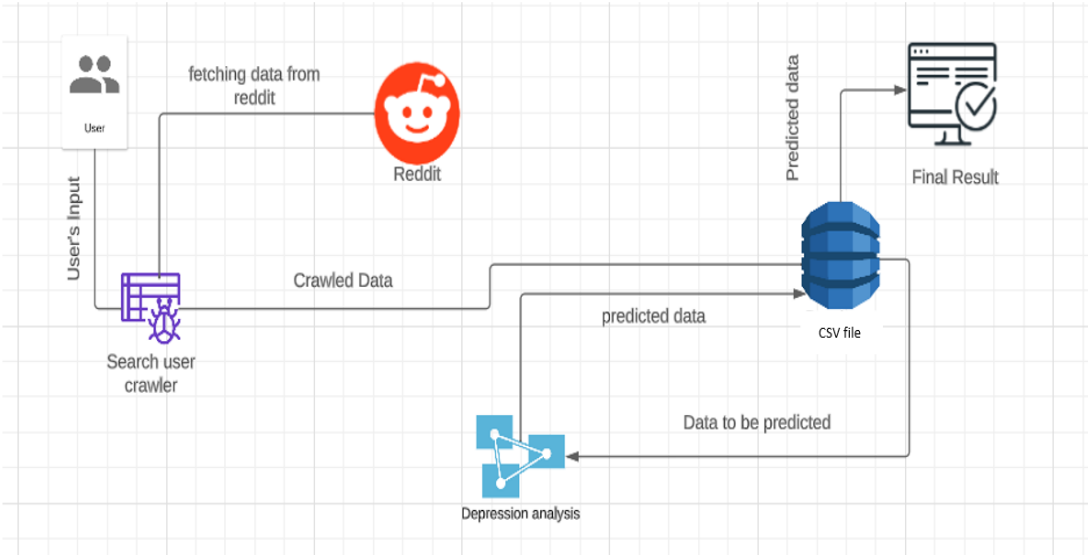 User
User's Input
fetching data from
reddit
Reddit
Search user
crawler
Crawled Data
predicted data
Predicted data
Final Result
CSV file
Data to be predicted
Depression analysis